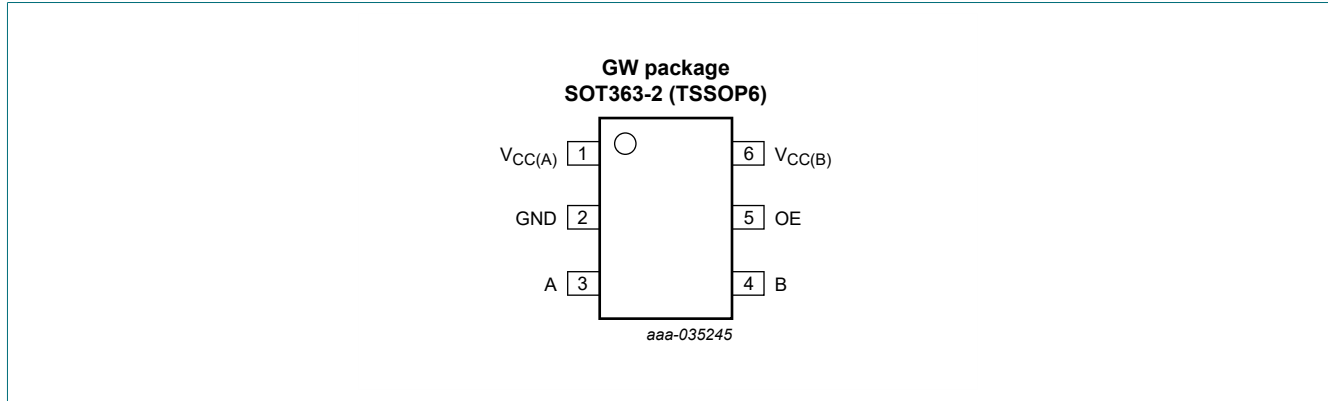 GW package
SOT363-2 (TSSOP6)
VCC(A) 1 6 VCC(B)
GND 2 5 OE
A 3 4 B
aaa-035245